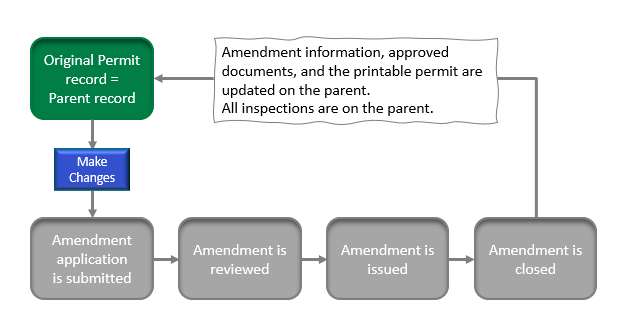 Original Permit
record =
Parent record
Amendment information, approved
documents, and the printable permit are
updated on the parent.
All inspections are on the parent.
Make
Changes
Amendment
application
is submitted
Amendment is
reviewed
Amendment is
issued
Amendment is
closed